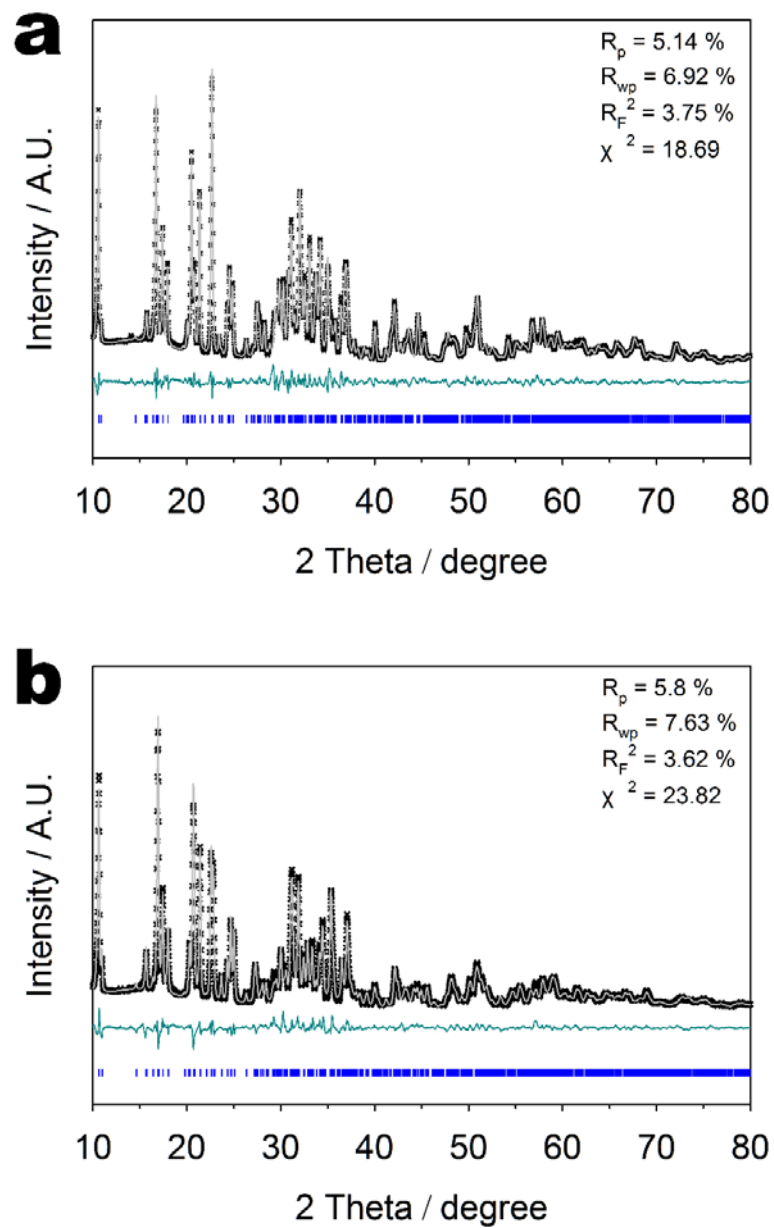 a
R_p = 5.14 %
R_wp = 6.92 %
R_F^2 = 3.75 %
χ^2 = 18.69
Intensity / A.U.
10 20 30 40 50 60 70 80
2 Theta / degree
b
R_p = 5.8 %
R_wp = 7.63 %
R_F^2 = 3.62 %
χ^2 = 23.82
Intensity / A.U.
10 20 30 40 50 60 70 80
2 Theta / degree